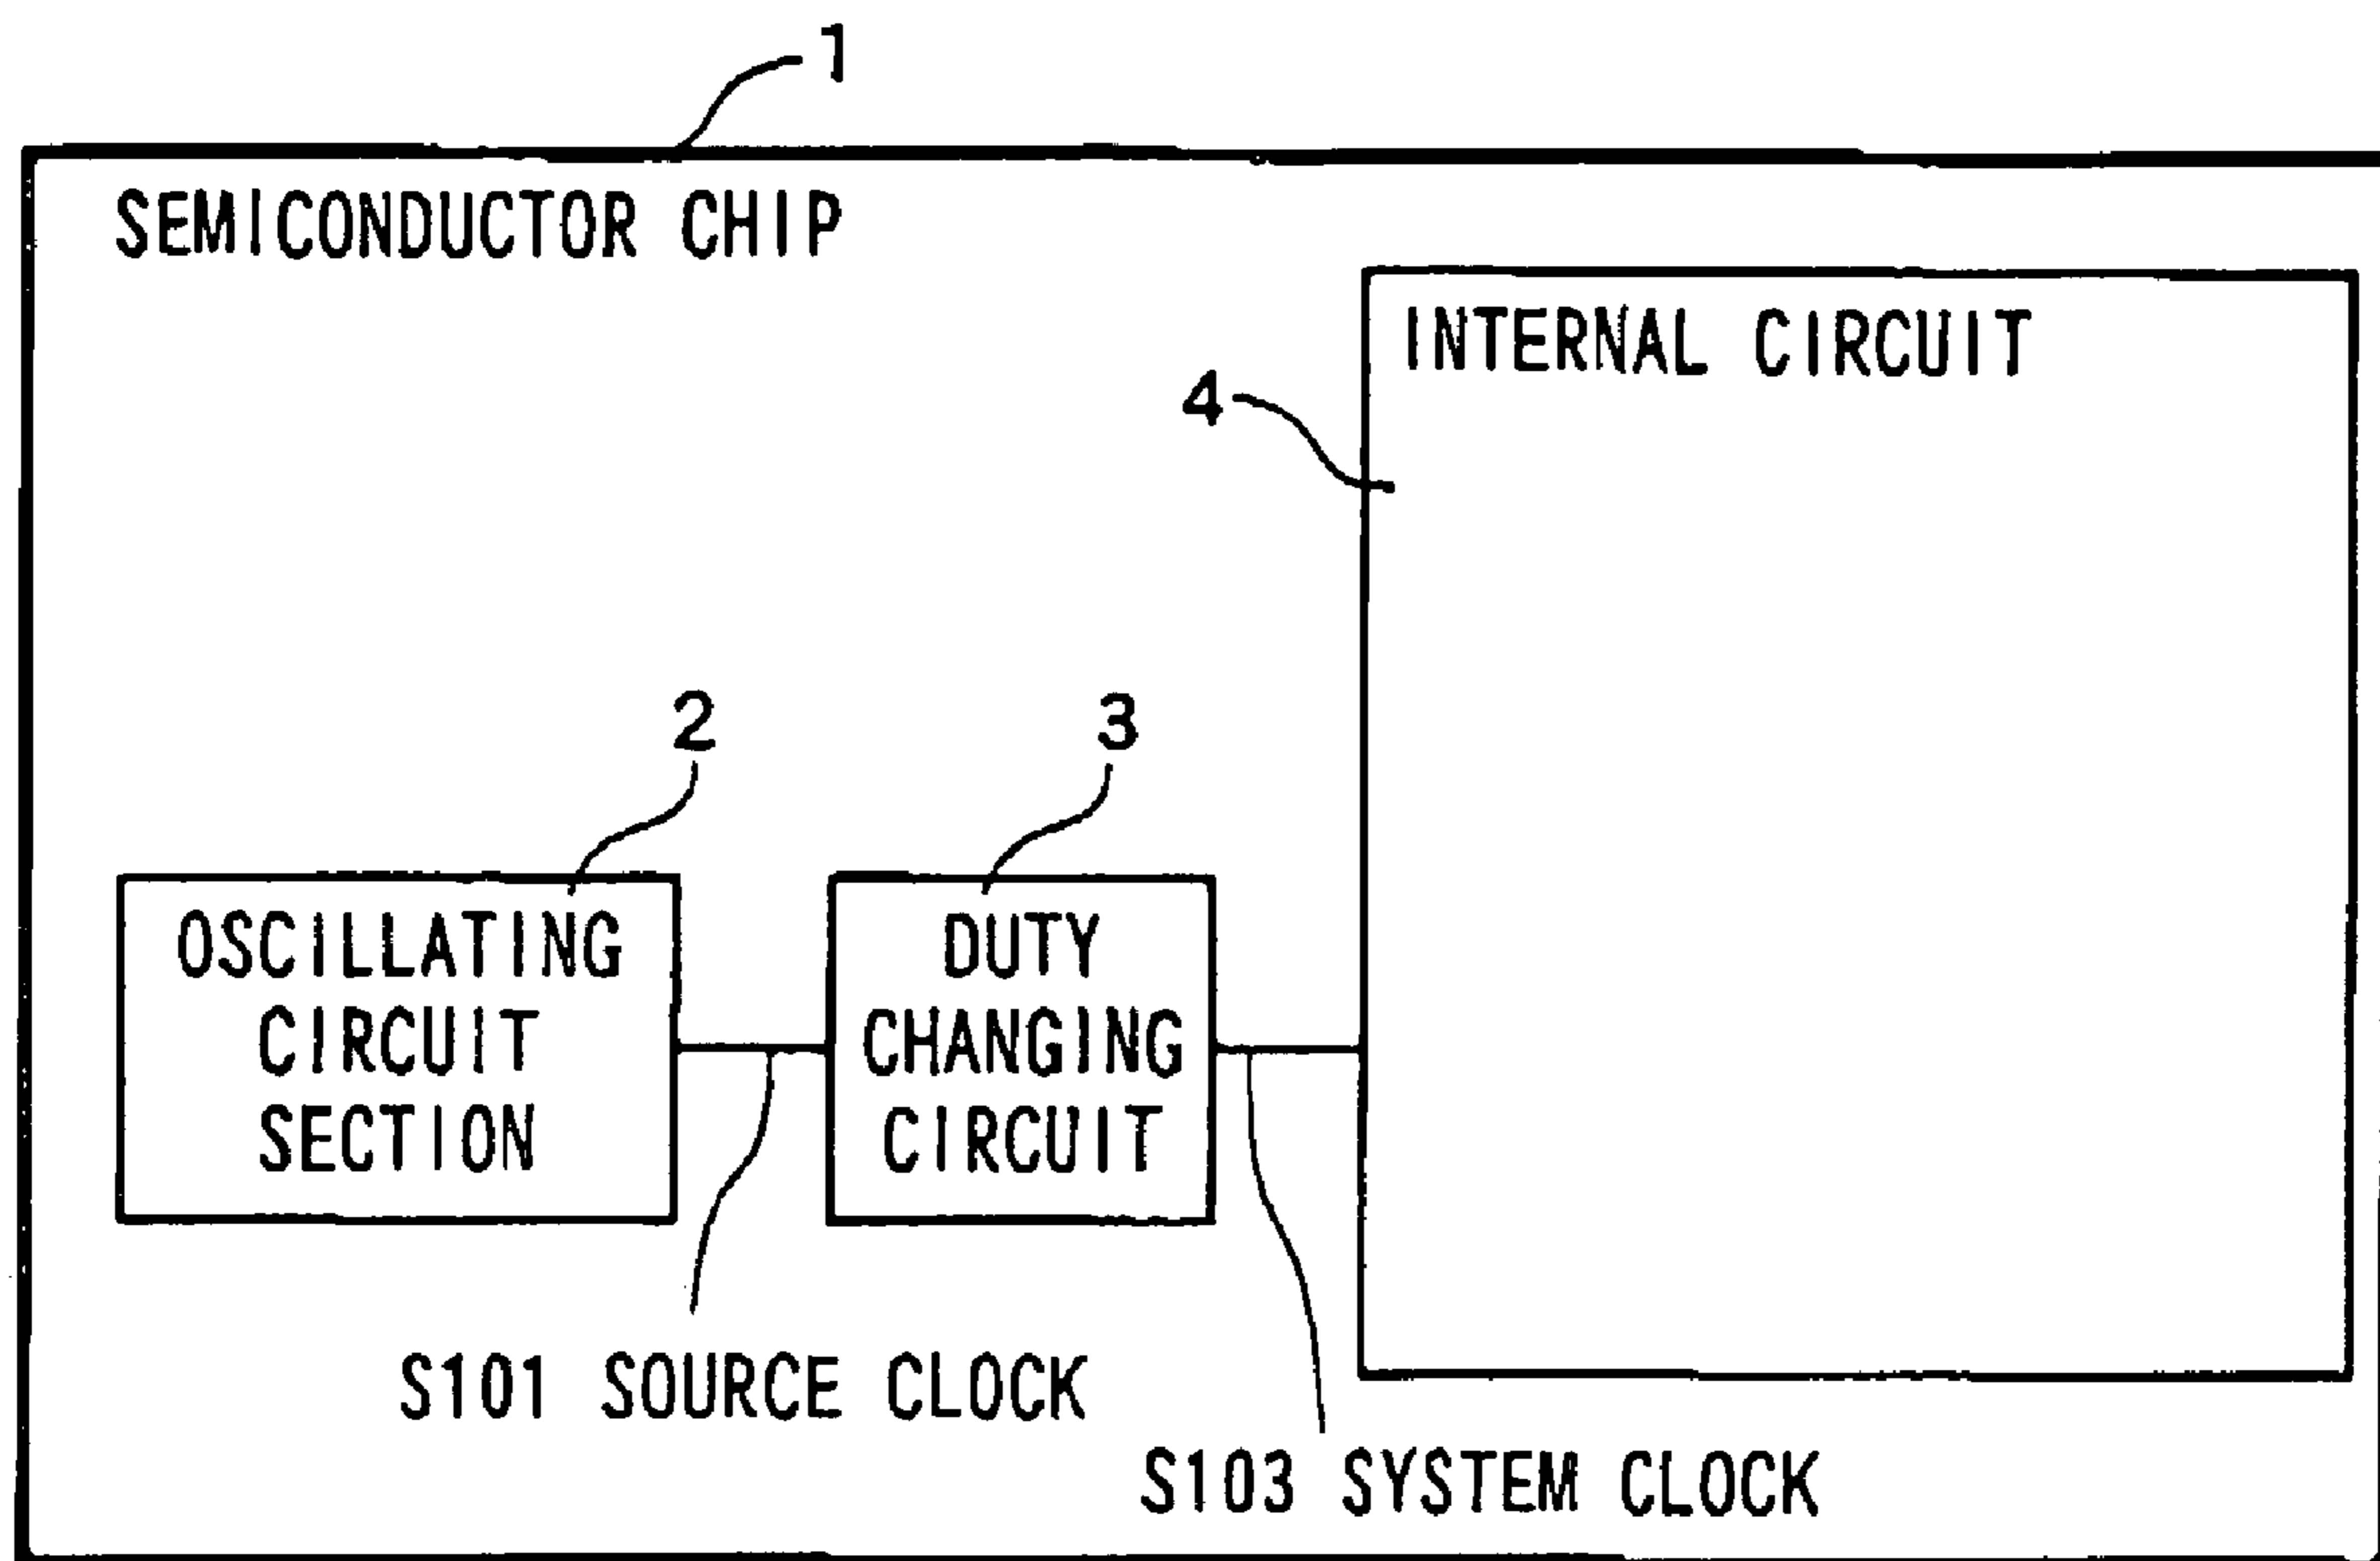 1
SEMICONDUCTOR CHIP
INTERNAL CIRCUIT
4
2
3
OSCILLATING
CIRCUIT
SECTION
DUTY
CHANGING
CIRCUIT
S101 SOURCE CLOCK
S103 SYSTEM CLOCK